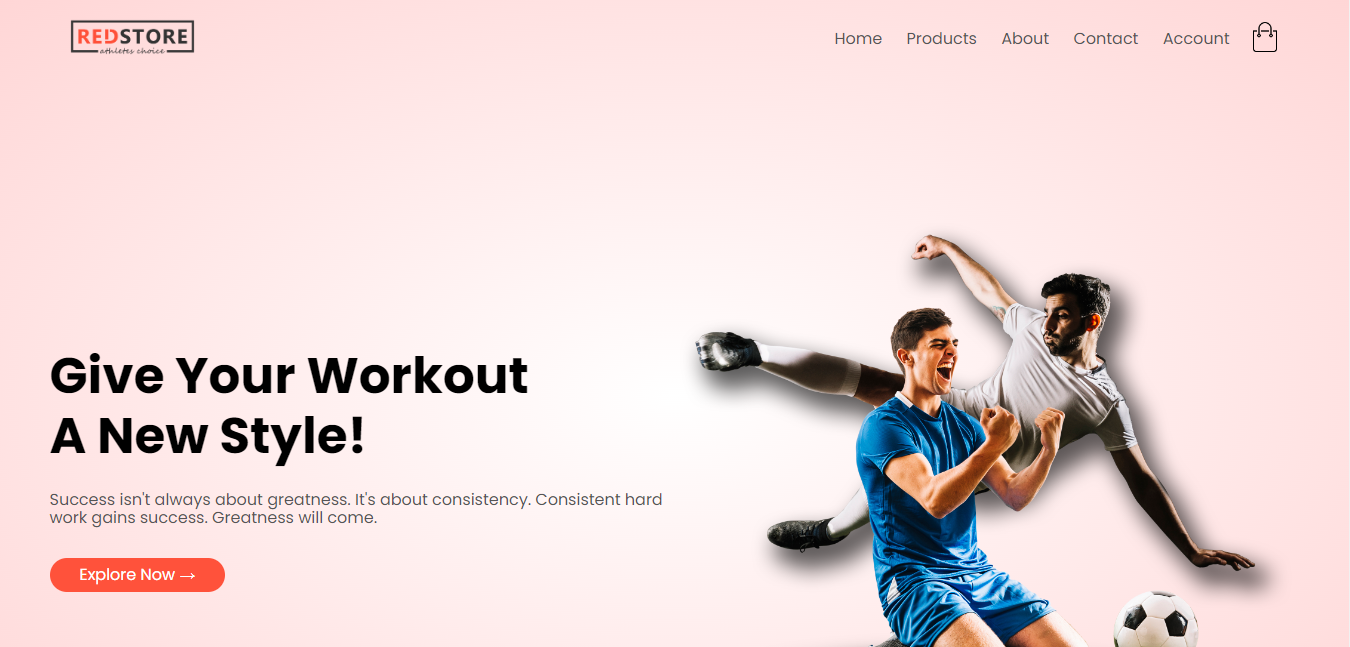 REDSTORE
athletes choice
Home Products About Contact Account
Give Your Workout
A New Style!
Success isn't always about greatness. It's about consistency. Consistent hard
work gains success. Greatness will come.
Explore Now →